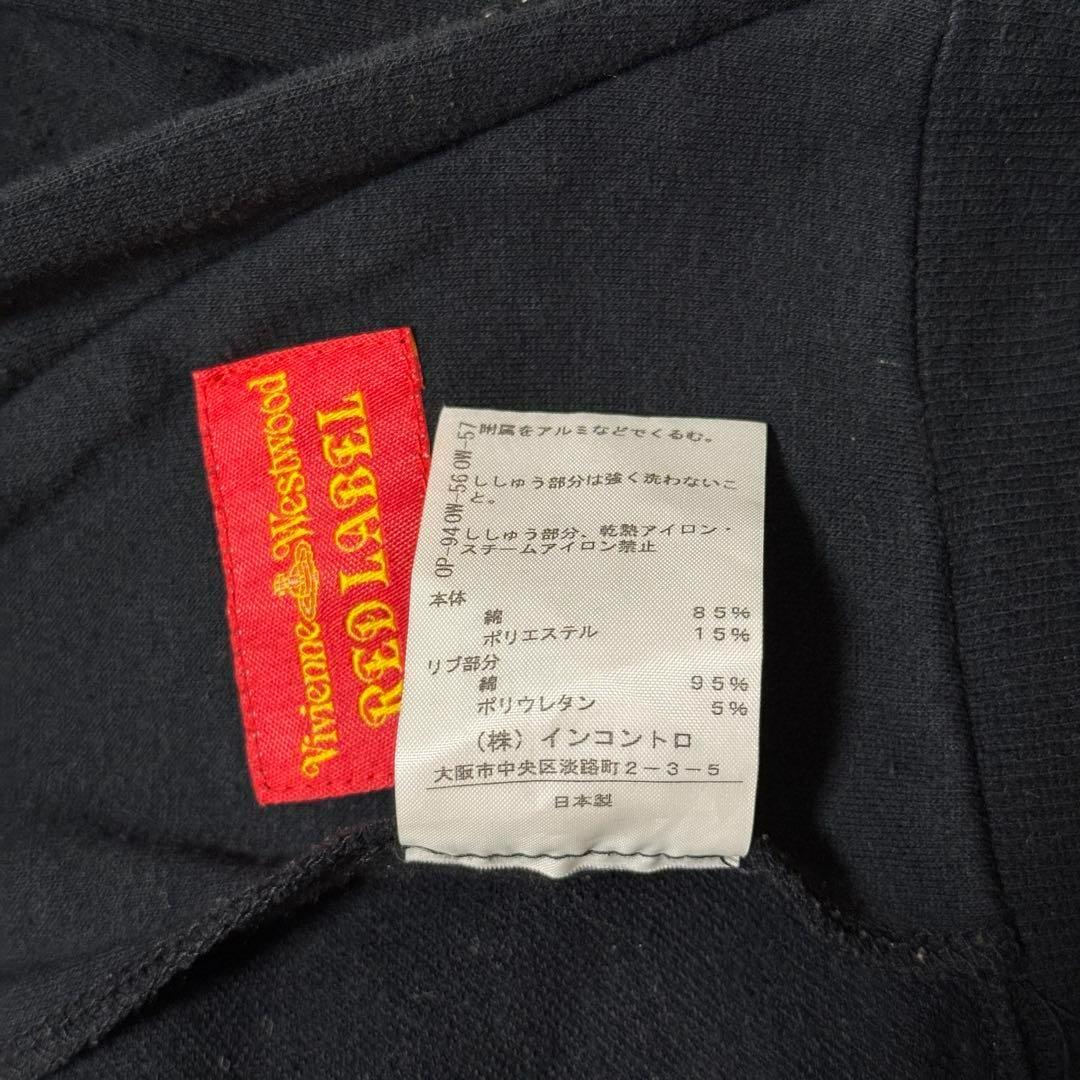 Vivienne Westwood
RED LABEL
OP-94OW-56OW-57
附属をアルミなどでくるむ。
ししゅう部分は強く洗わないこ
と。
ししゅう部分、乾熱アイロン・
スチームアイロン禁止
本体
綿 85%
ポリエステル 15%
リブ部分
綿 95%
ポリウレタン 5%
(株)インコントロ
大阪市中央区淡路町2-3-5
日本製